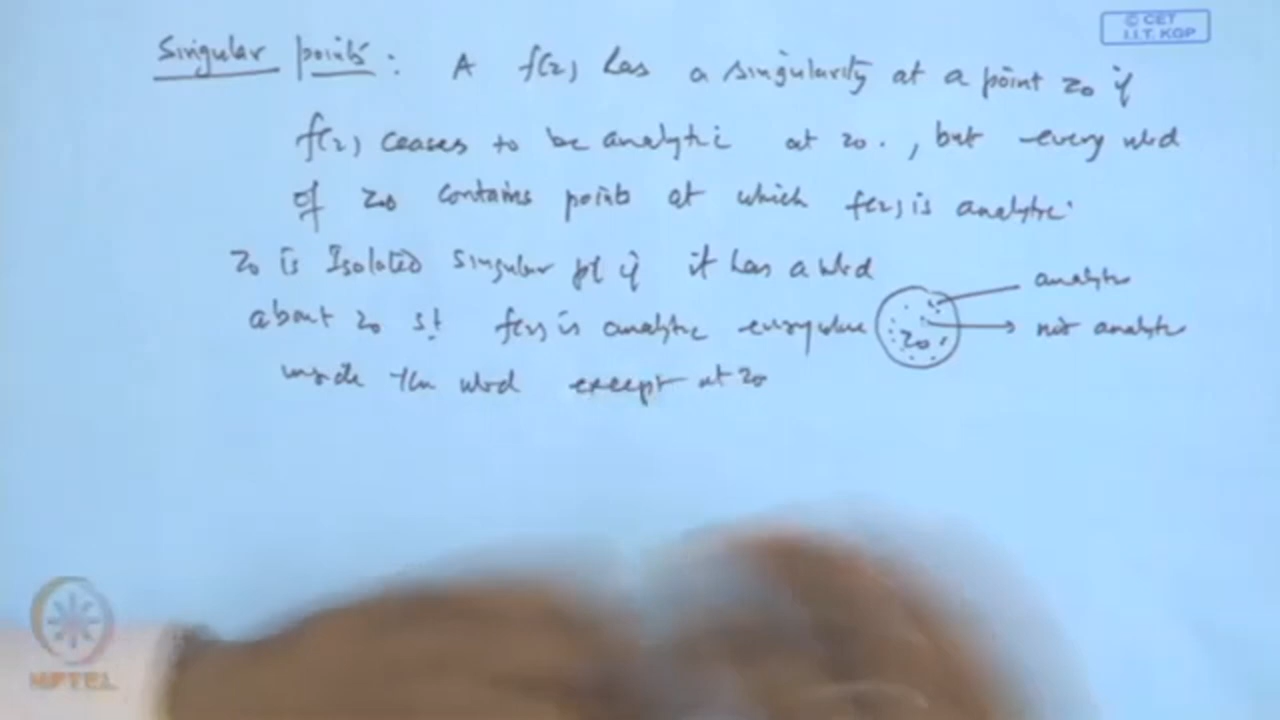 © CET
I.I.T. KGP
Singular points : A f(z) has a singularity at a point z0 if
f(z) ceases to be analytic at z0 . , but every nbd
of z0 contains points at which f(z) is analytic.
z0 is Isolated singular pt if it has a nbd
about z0 s.t f(z) is analytic everywhere
inside the nbd except at z0
analytic
z0 .
not analytic
NPTEL